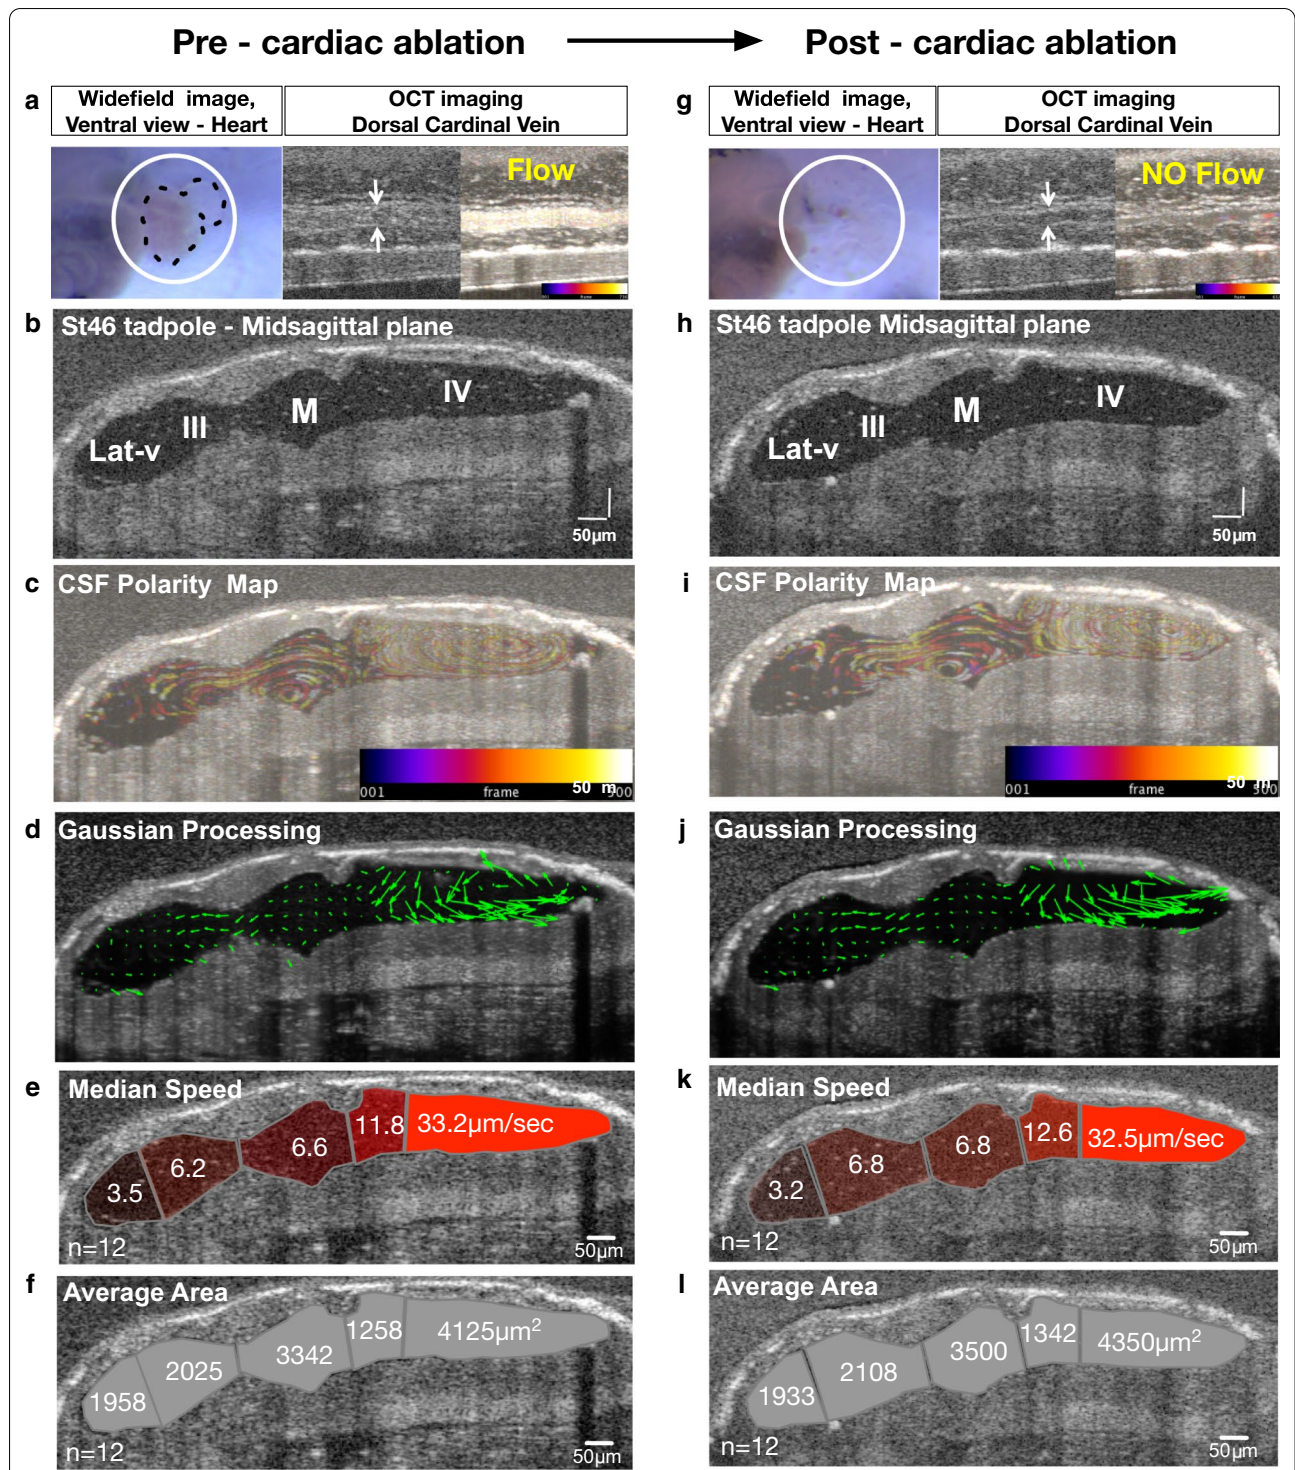 Pre - cardiac ablation
Post - cardiac ablation
a
Widefield image,
Ventral view - Heart
OCT imaging
Dorsal Cardinal Vein
Flow
b
St46 tadpole - Midsagittal plane
Lat-v
III
M
IV
50µm
c
CSF Polarity Map
001
frame
50 m
500
d
Gaussian Processing
e
Median Speed
3.5
6.2
6.6
11.8
33.2µm/sec
n=12
50µm
f
Average Area
1958
2025
3342
1258
4125µm²
n=12
50µm
g
Widefield image,
Ventral view - Heart
OCT imaging
Dorsal Cardinal Vein
NO Flow
h
St46 tadpole Midsagittal plane
Lat-v
III
M
IV
50µm
i
CSF Polarity Map
001
frame
50 m
500
j
Gaussian Processing
k
Median Speed
3.2
6.8
6.8
12.6
32.5µm/sec
n=12
50µm
l
Average Area
1933
2108
3500
1342
4350µm²
n=12
50µm